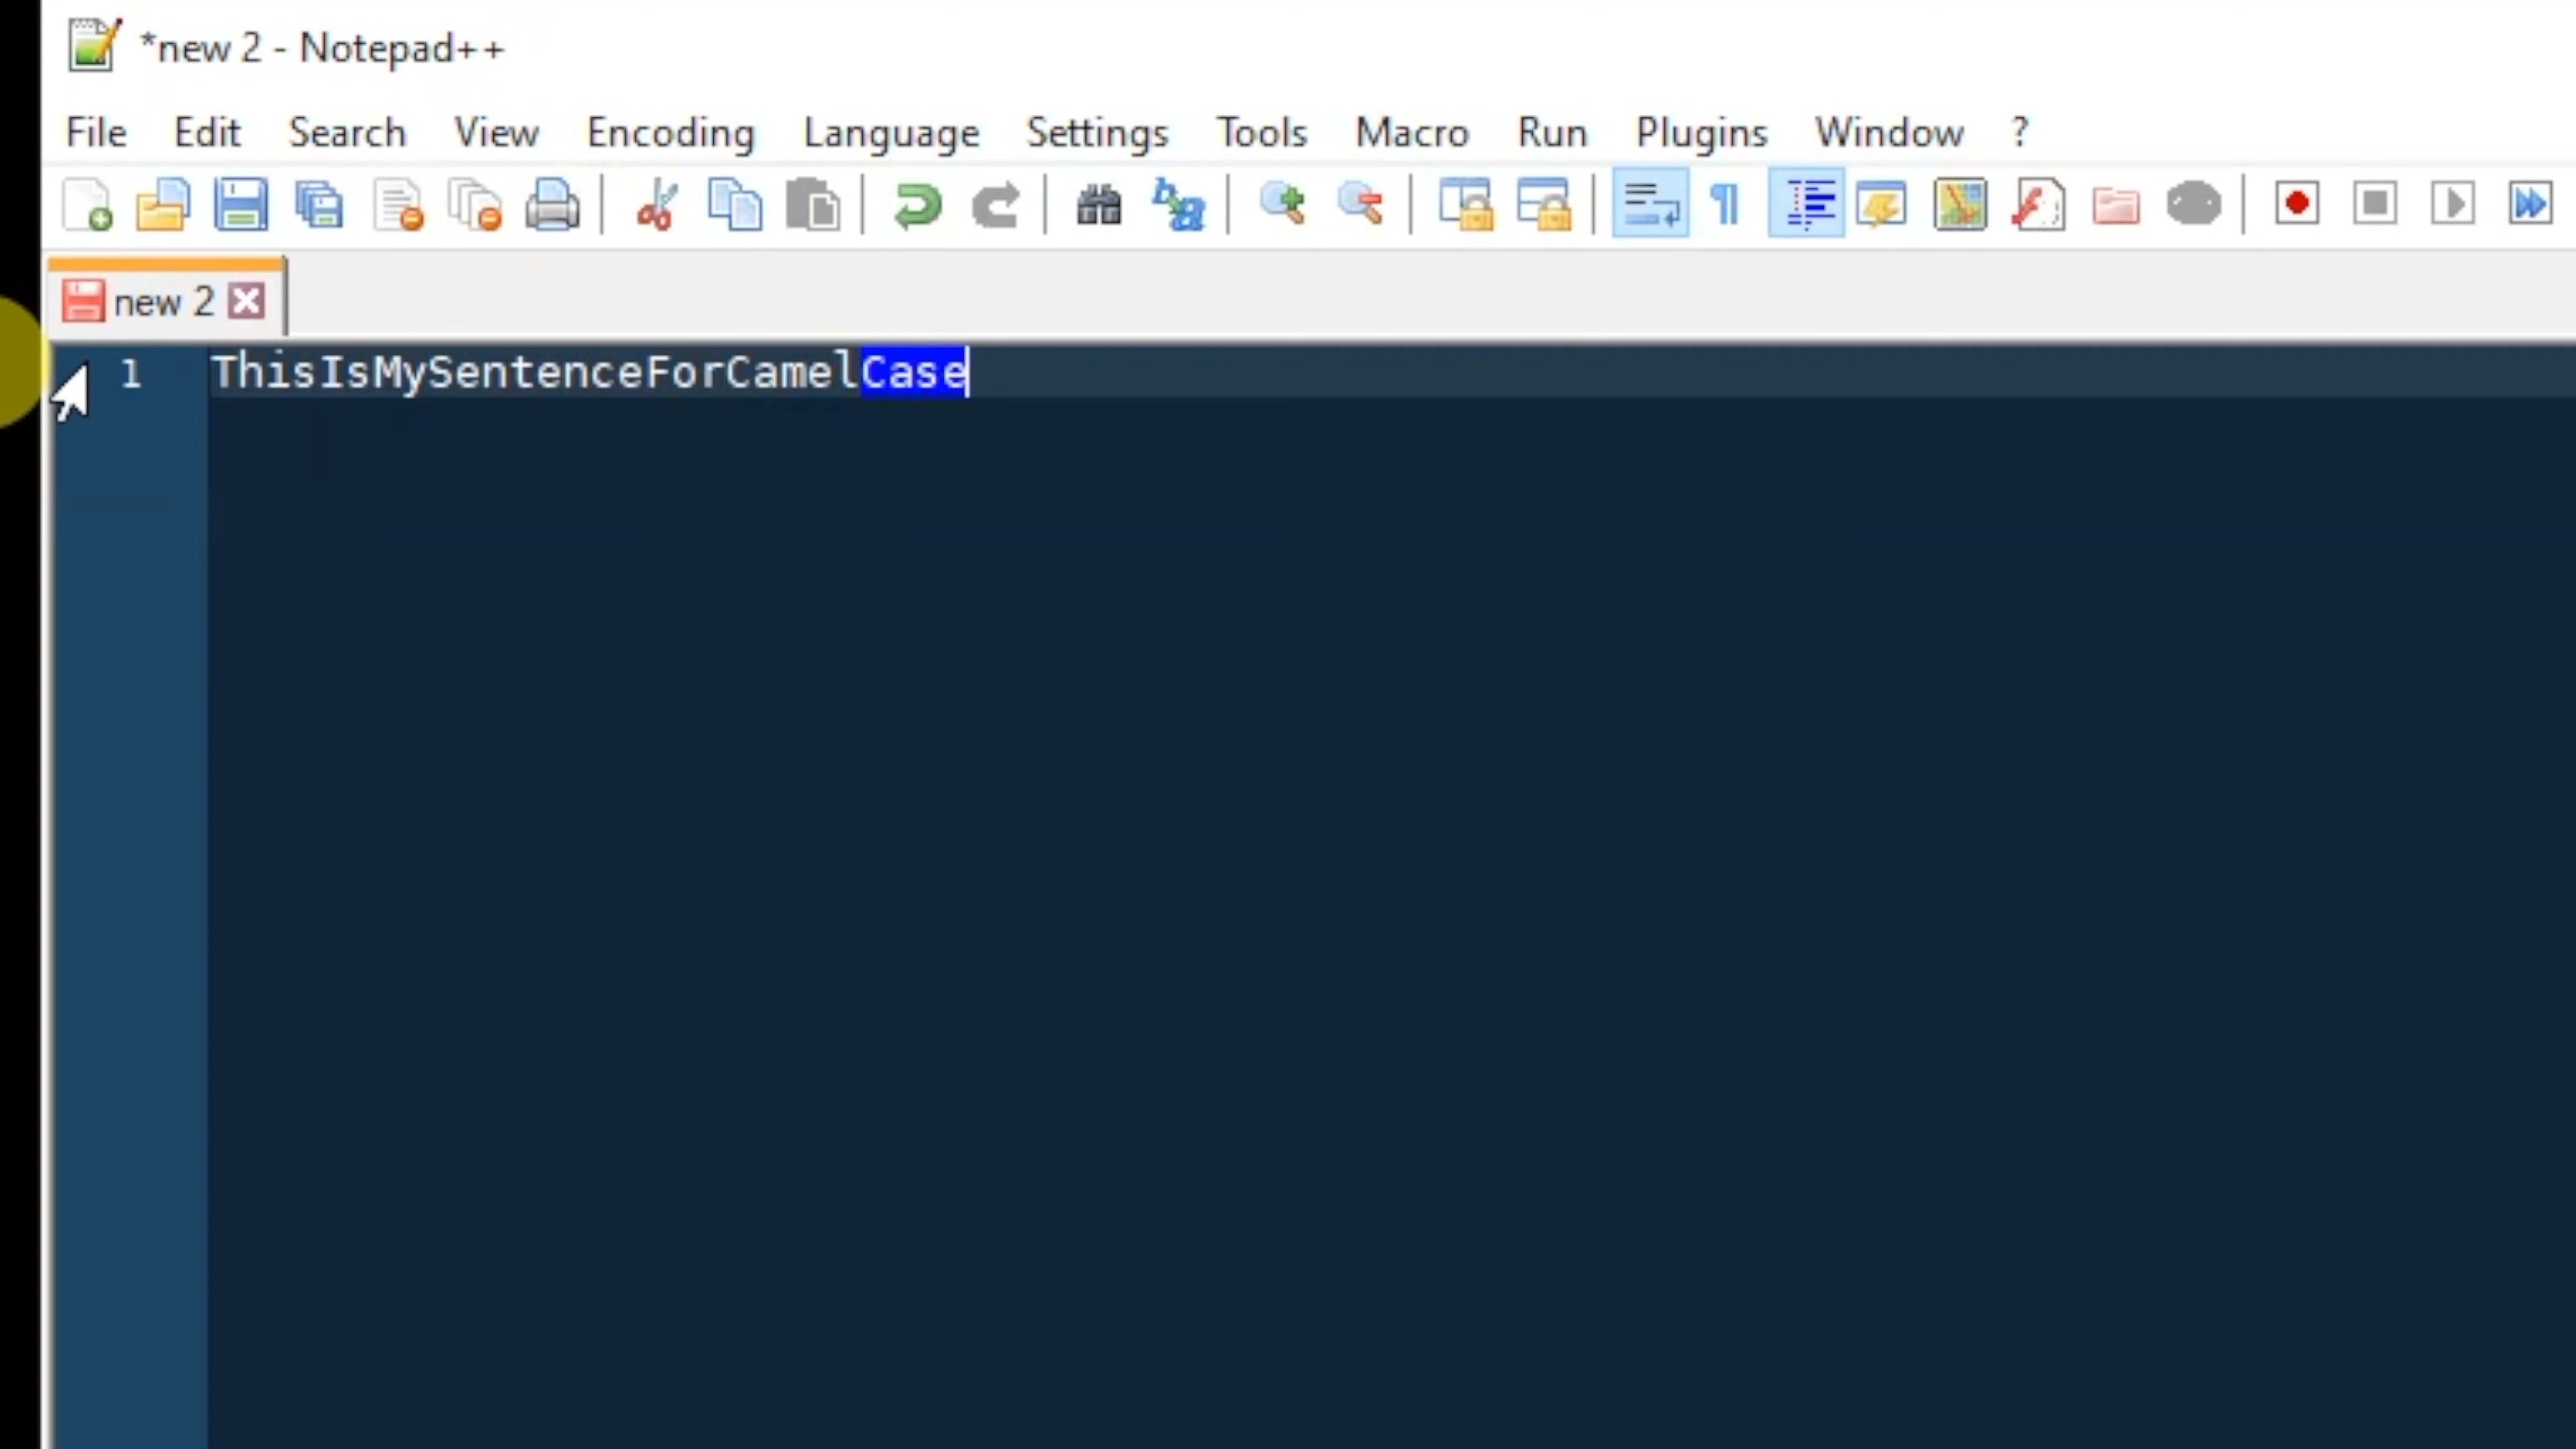 *new 2 - Notepad++
File Edit Search View Encoding Language Settings Tools Macro Run Plugins Window ?
new 2
1 ThisIsMySentenceForCamelCase